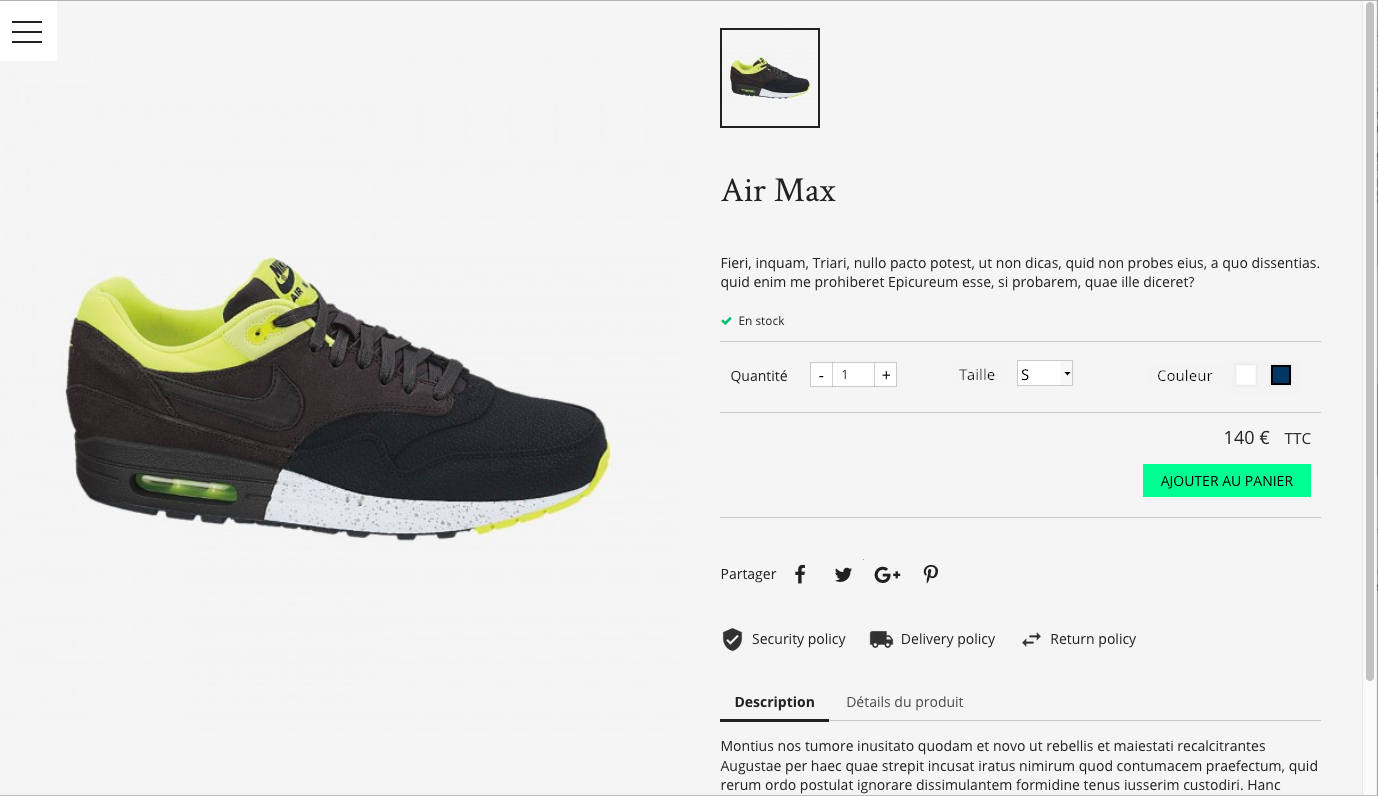 NIKE
AIR
Air Max
Fieri, inquam, Triari, nullo pacto potest, ut non dicas, quid non probes eius, a quo dissentias.
quid enim me prohiberet Epicureum esse, si probarem, quae ille diceret?
En stock
Quantité - 1 + Taille S Couleur
140 € TTC
AJOUTER AU PANIER
Partager
Security policy Delivery policy Return policy
Description Détails du produit
Montius nos tumore inusitato quodam et novo ut rebellis et maiestati recalcitrantes
Augustae per haec quae strepit incusat iratus nimirum quod contumacem praefectum, quid
rerum ordo postulat ignorare dissimulantem formidine tenus iusserim custodiri. Hanc